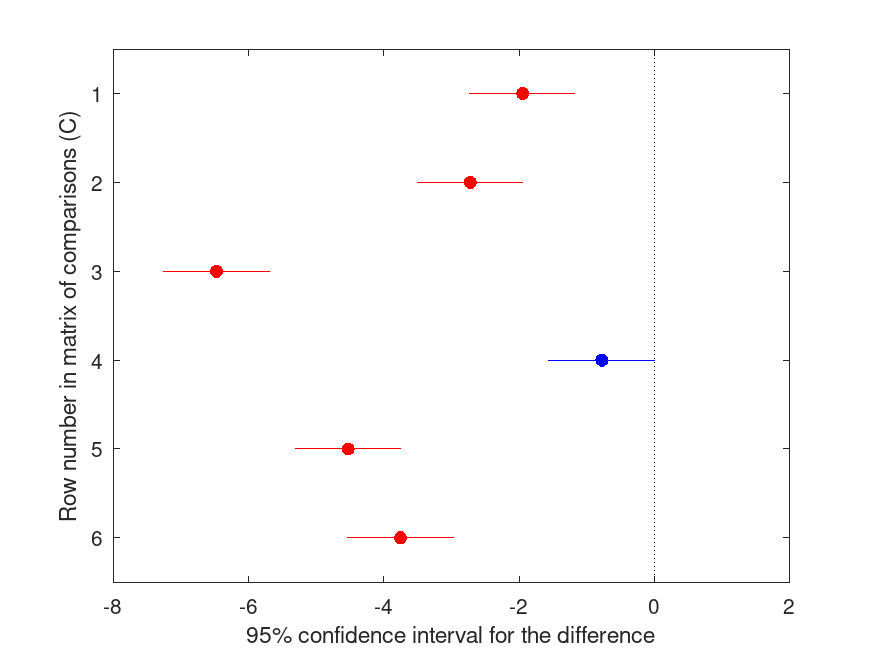 Row number in matrix of comparisons (C)
1
2
3
4
5
6
-8 -6 -4 -2 0 2
95% confidence interval for the difference